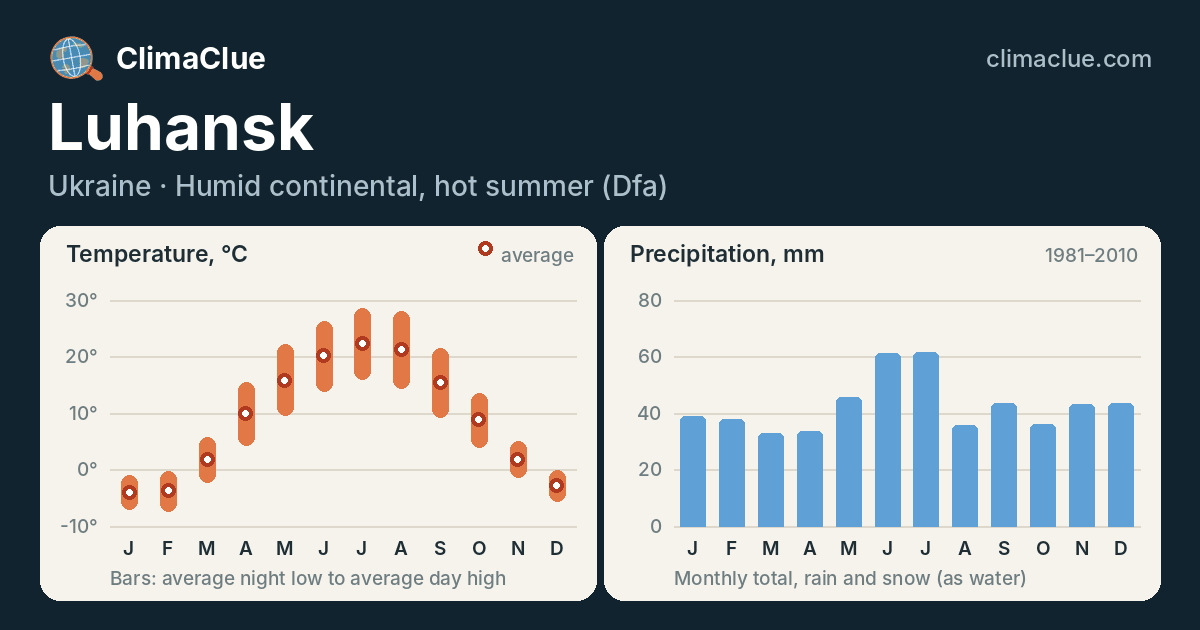 ClimaClue
climaclue.com
Luhansk
Ukraine · Humid continental, hot summer (Dfa)
Temperature, °C
average
30°
20°
10°
0°
-10°
J F M A M J J A S O N D
Bars: average night low to average day high
Precipitation, mm
1981–2010
80
60
40
20
0
J F M A M J J A S O N D
Monthly total, rain and snow (as water)